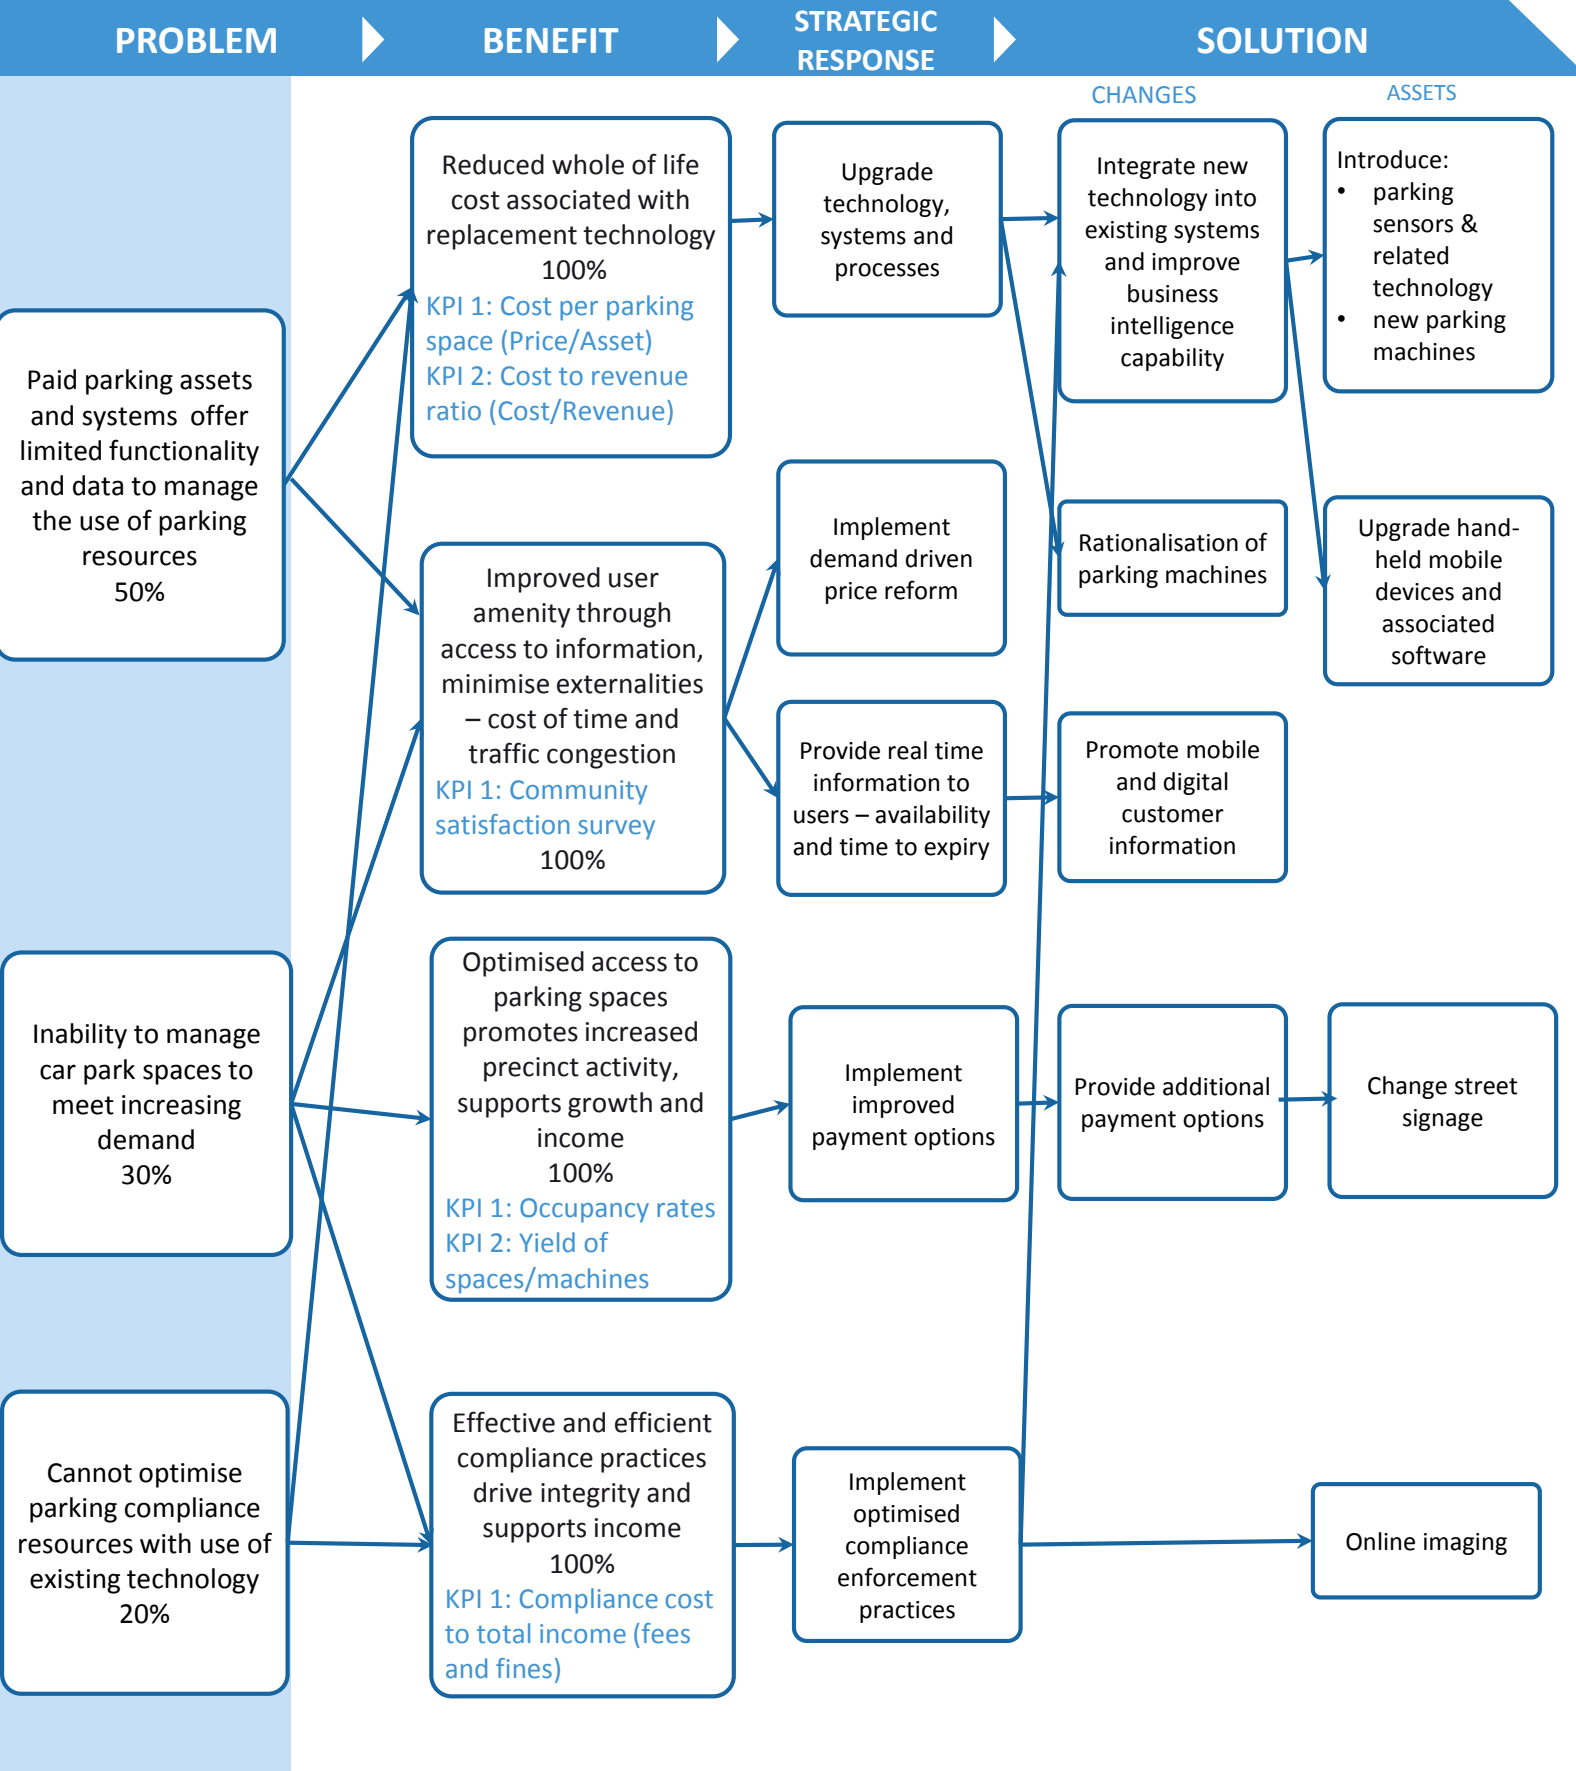 PROBLEM
BENEFIT
STRATEGIC
RESPONSE
SOLUTION
CHANGES
ASSETS
Paid parking assets
and systems offer
limited functionality
and data to manage
the use of parking
resources
50%
Inability to manage
car park spaces to
meet increasing
demand
30%
Cannot optimise
parking compliance
resources with use of
existing technology
20%
Reduced whole of life
cost associated with
replacement technology
100%
KPI 1: Cost per parking
space (Price/Asset)
KPI 2: Cost to revenue
ratio (Cost/Revenue)
Improved user
amenity through
access to information,
minimise externalities
– cost of time and
traffic congestion
KPI 1: Community
satisfaction survey
100%
Optimised access to
parking spaces
promotes increased
precinct activity,
supports growth and
income
100%
KPI 1: Occupancy rates
KPI 2: Yield of
spaces/machines
Effective and efficient
compliance practices
drive integrity and
supports income
100%
KPI 1: Compliance cost
to total income (fees
and fines)
Upgrade
technology,
systems and
processes
Implement
demand driven
price reform
Provide real time
information to
users – availability
and time to expiry
Implement
improved
payment options
Implement
optimised
compliance
enforcement
practices
Integrate new
technology into
existing systems
and improve
business
intelligence
capability
Rationalisation of
parking machines
Promote mobile
and digital
customer
information
Provide additional
payment options
Introduce:
• parking
sensors &
related
technology
• new parking
machines
Upgrade hand-
held mobile
devices and
associated
software
Change street
signage
Online imaging